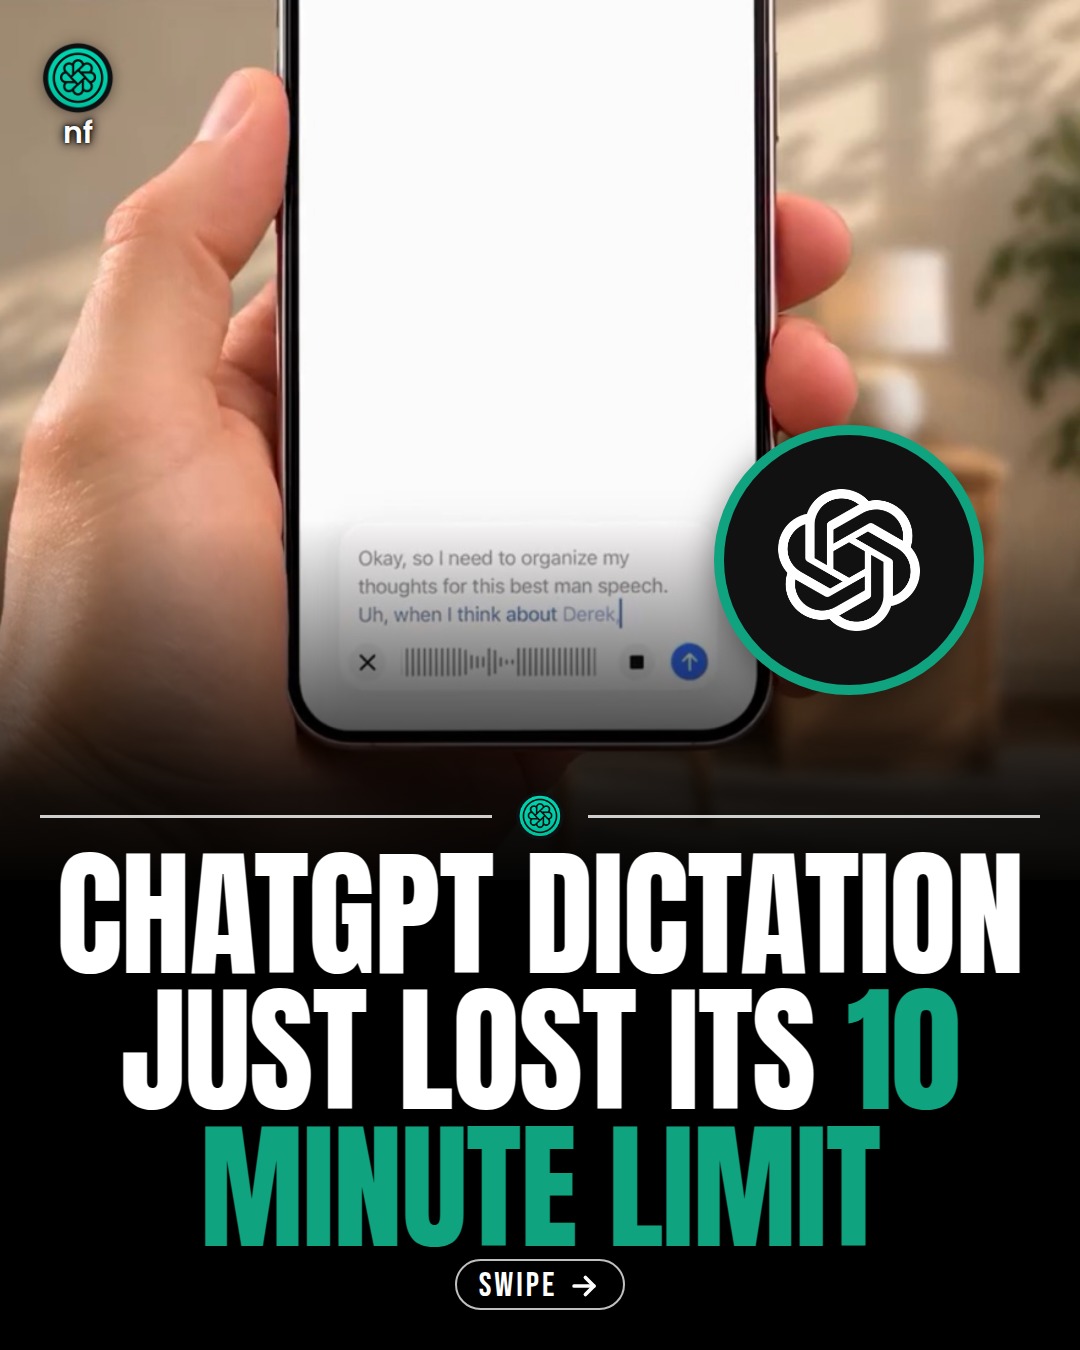 nf
Okay, so I need to organize my
thoughts for this best man speech.
Uh, when I think about Derek,
CHATGPT DICTATION
JUST LOST ITS 10
MINUTE LIMIT
SWIPE →